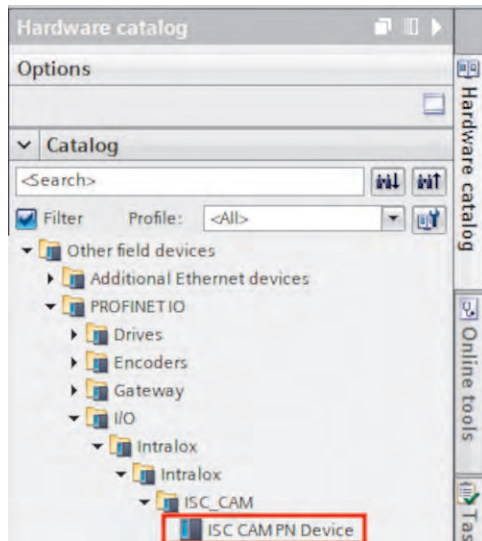 Hardware catalog
Options
Catalog
<Search>
Filter Profile: <All>
Other field devices
Additional Ethernet devices
PROFINET IO
Drives
Encoders
Gateway
I/O
Intralox
Intralox
ISC_CAM
ISC CAM PN Device
Hardware catalog
Online tools
Tas